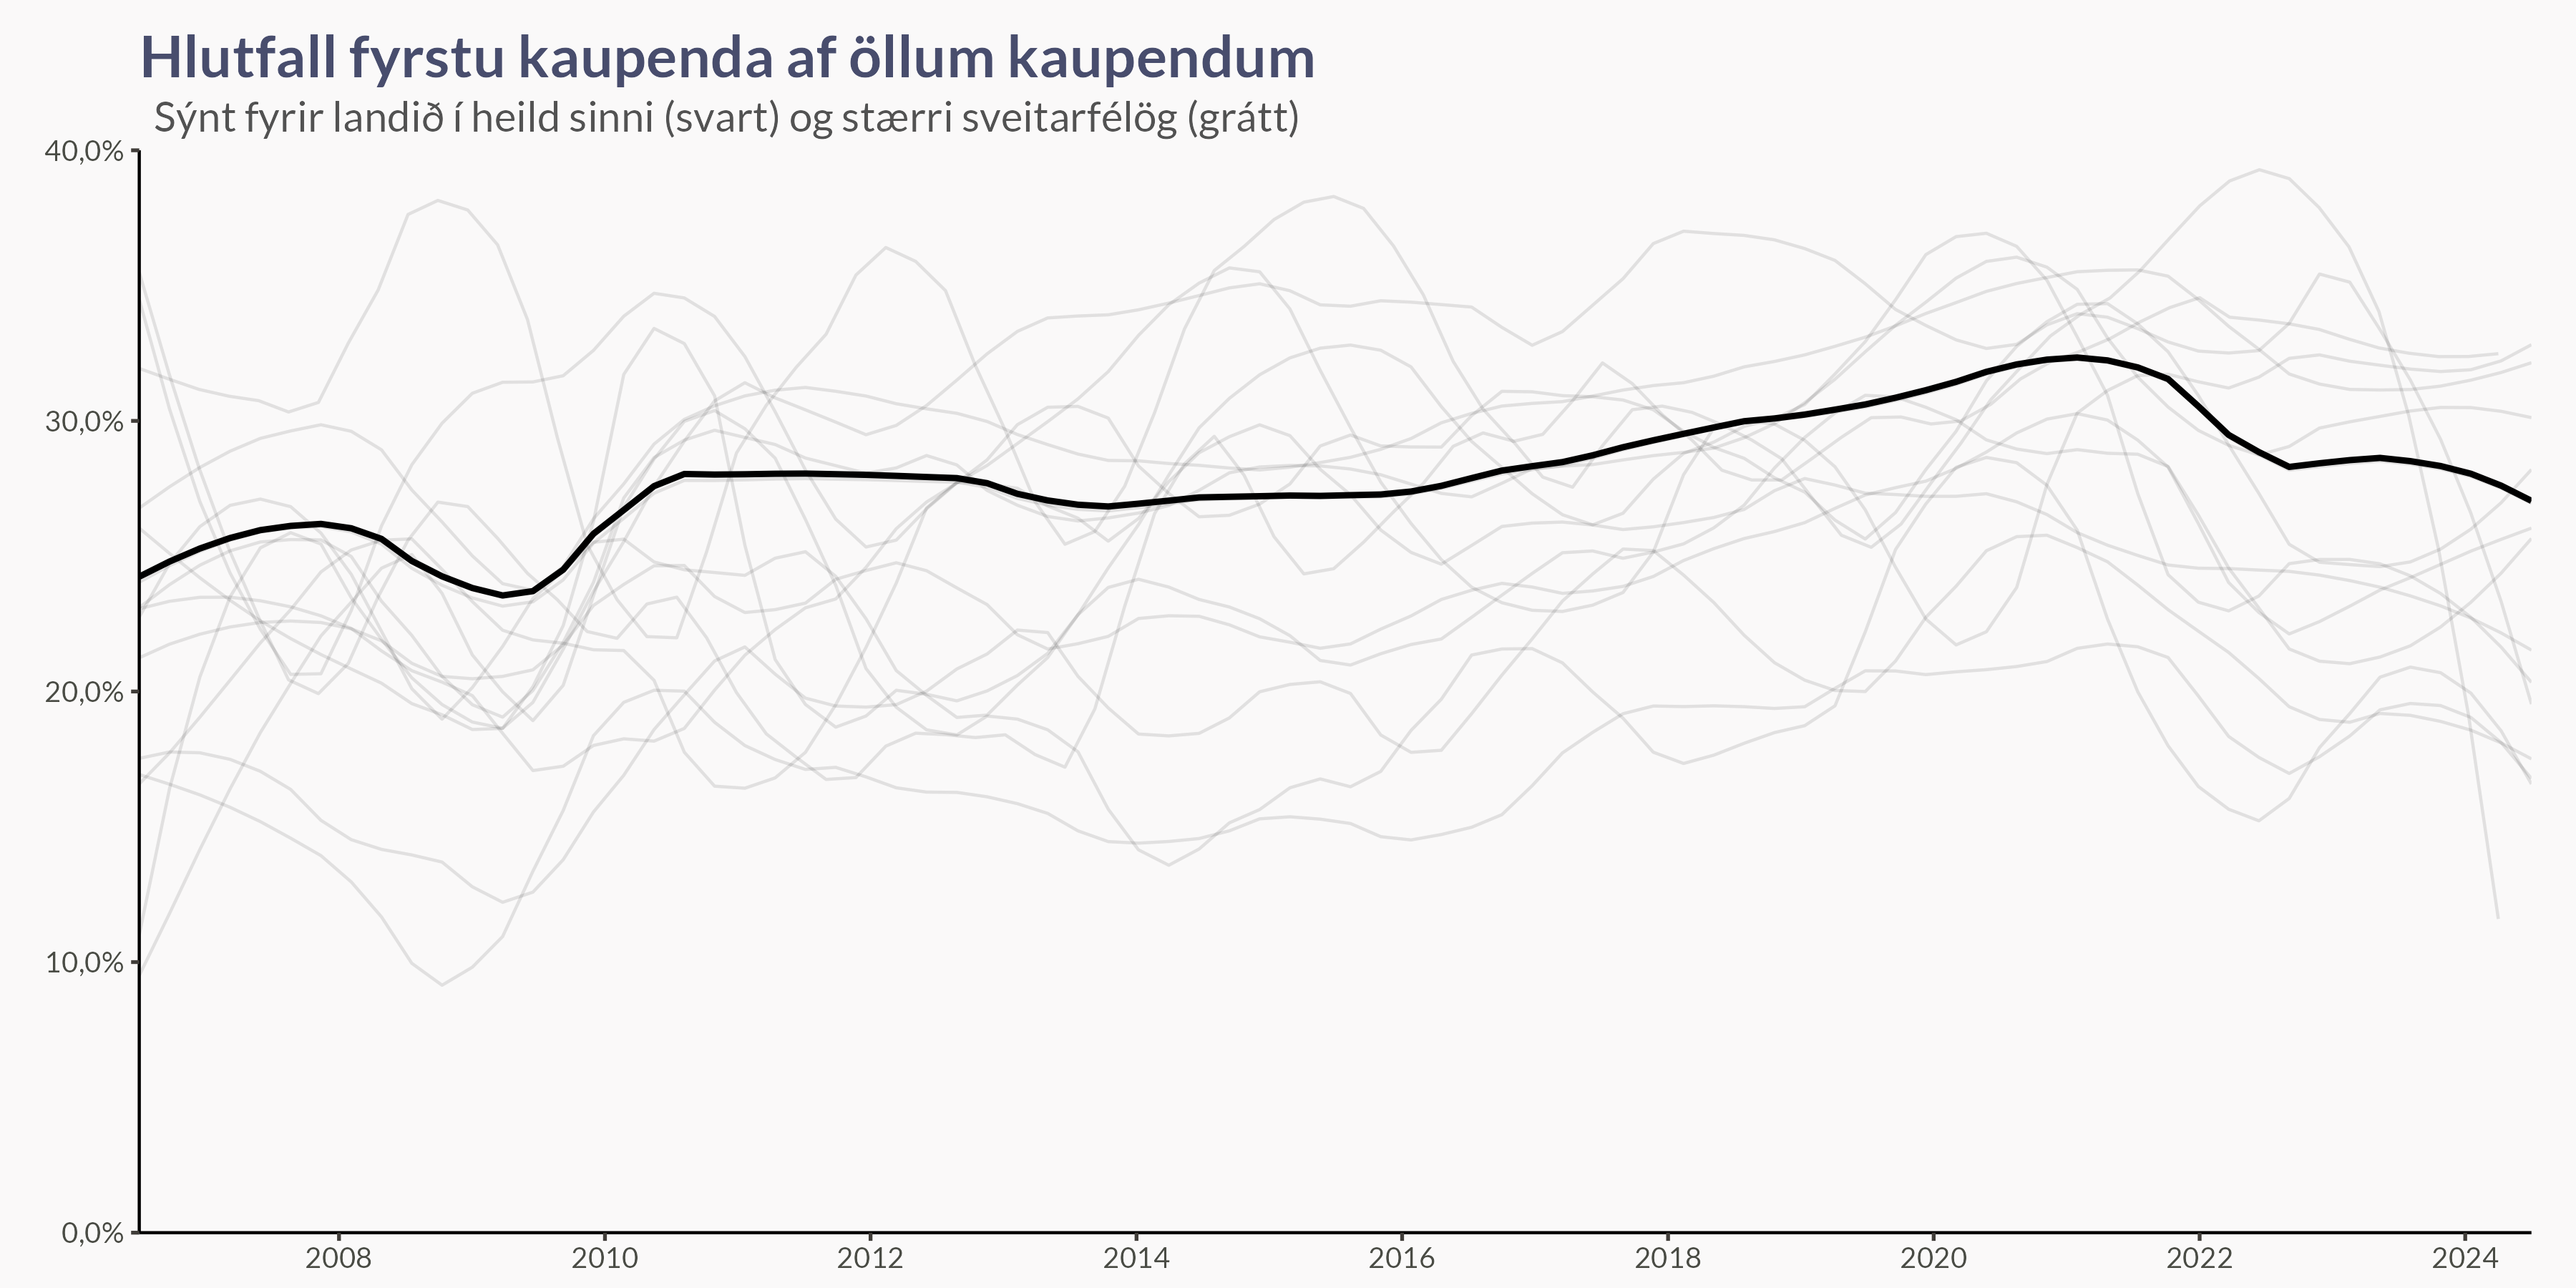 Hlutfall fyrstu kaupenda af öllum kaupendum
Sýnt fyrir landið í heild sinni (svart) og stærri sveitarfélög (grátt)
40,0%
30,0%
20,0%
10,0%
0,0%
2008 2010 2012 2014 2016 2018 2020 2022 2024